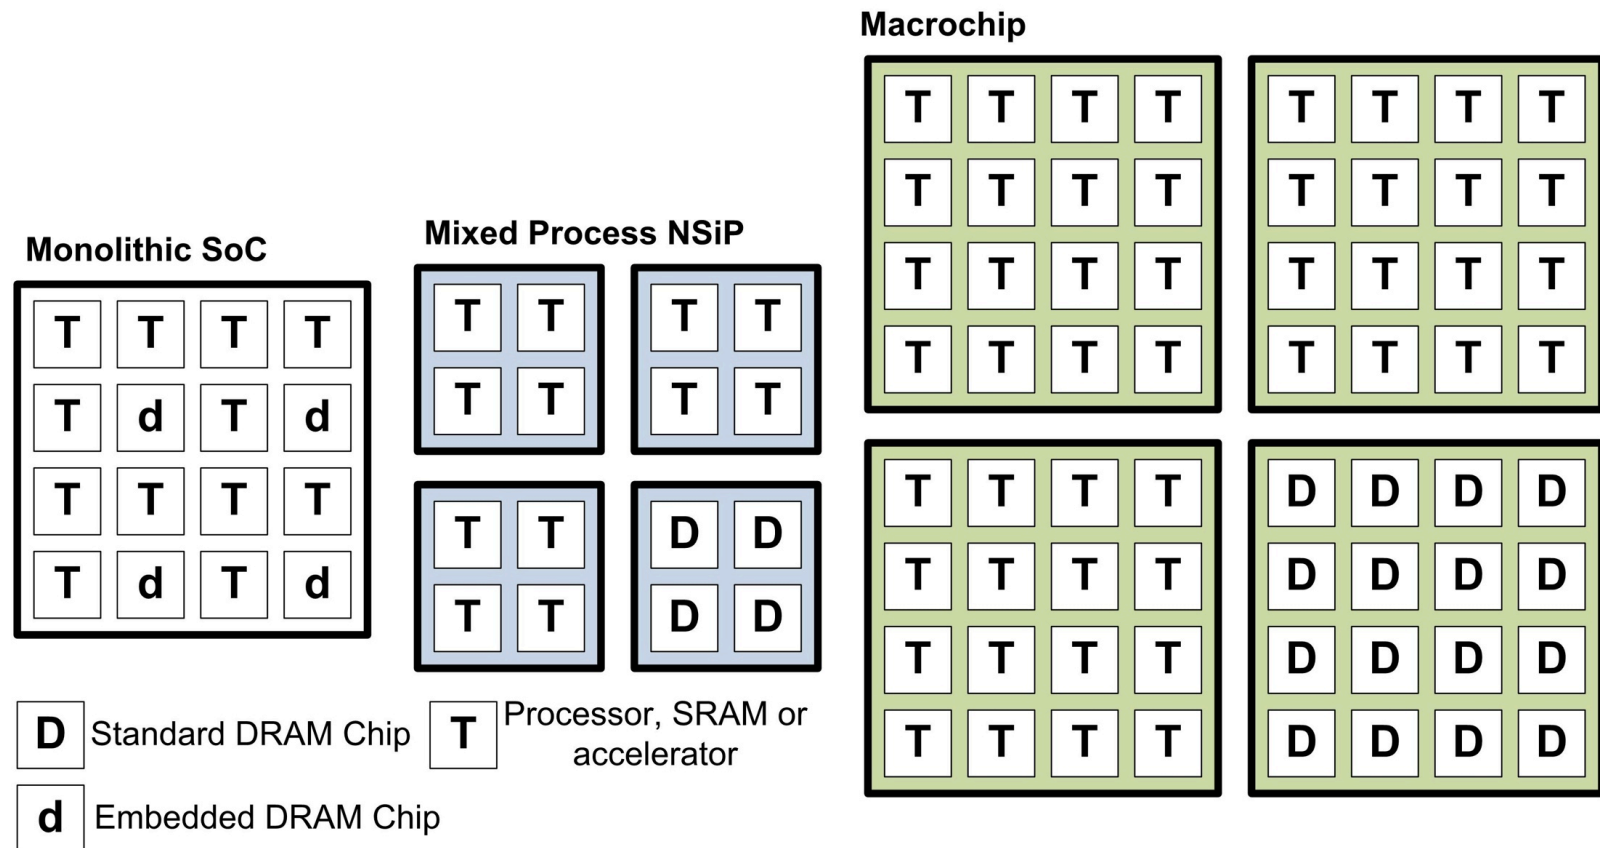 Monolithic SoC
T T T T
T d T d
T T T T
T d T d
Mixed Process NSiP
T T T T
T T T T
T T D D
T T D D
Macrochip
T T T T T T T T
T T T T T T T T
T T T T T T T T
T T T T T T T T
T T T T D D D D
T T T T D D D D
T T T T D D D D
T T T T D D D D
D Standard DRAM Chip
T Processor, SRAM or
accelerator
d Embedded DRAM Chip